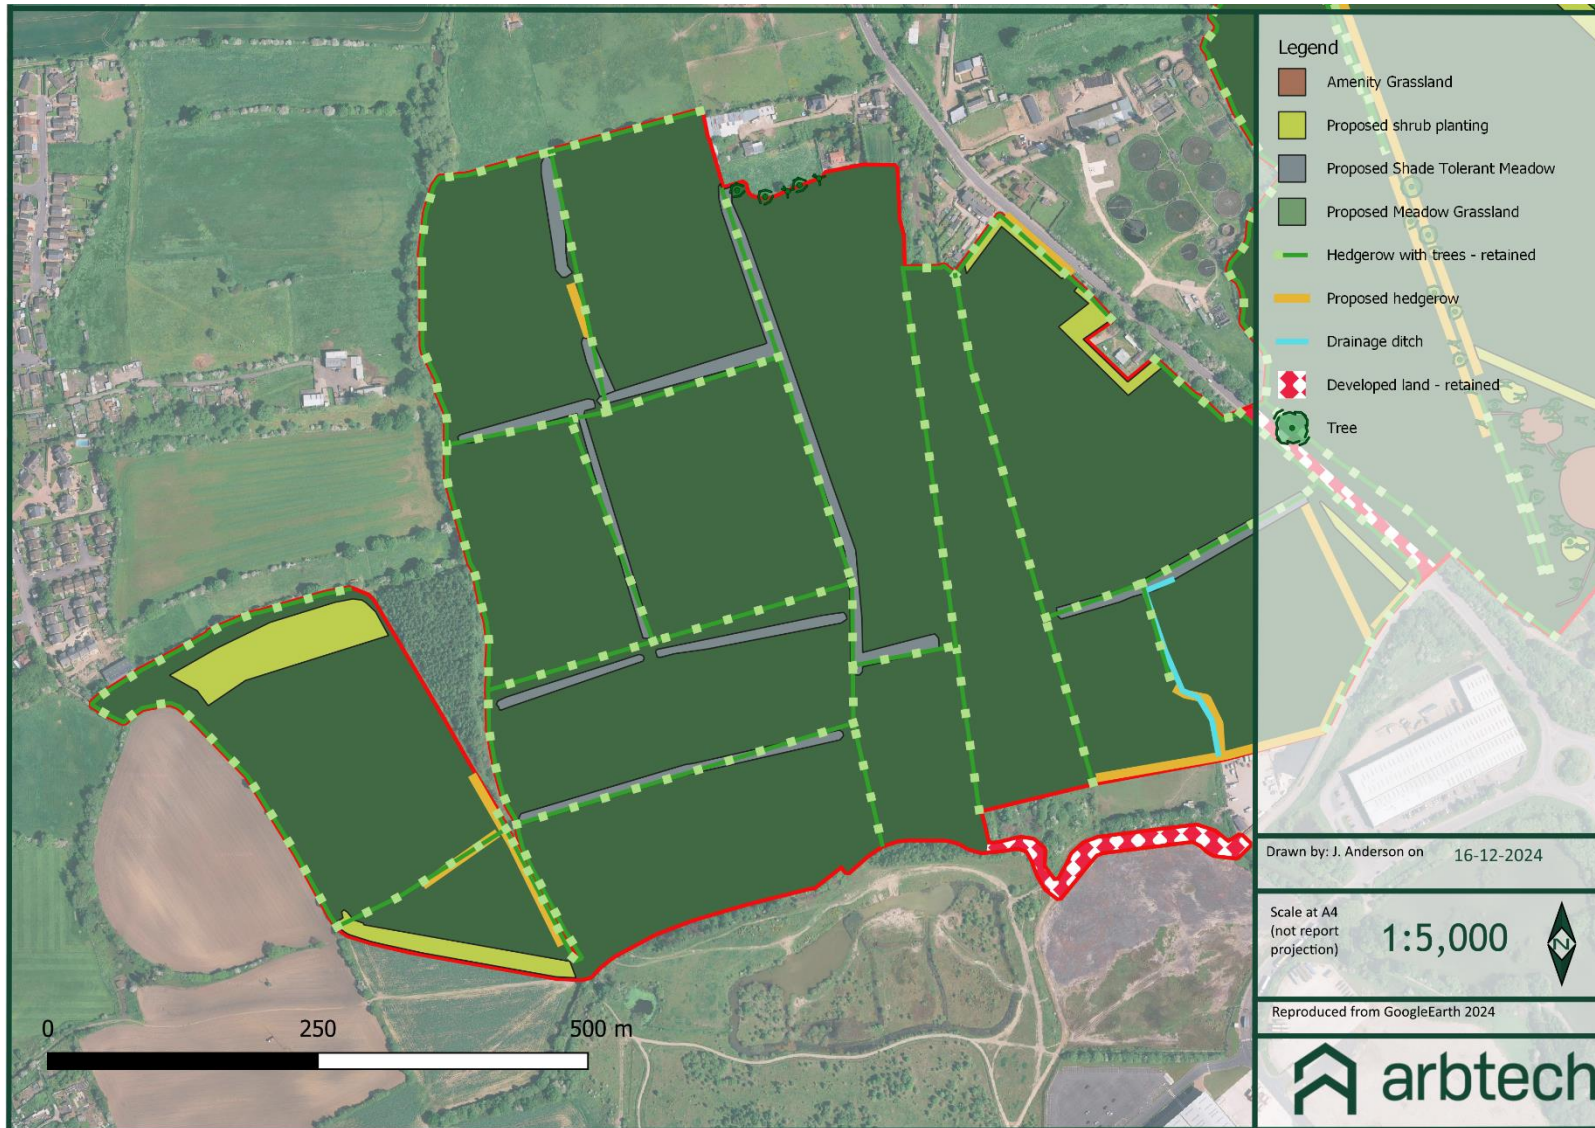 Legend
Amenity Grassland
Proposed shrub planting
Proposed Shade Tolerant Meadow
Proposed Meadow Grassland
Hedgerow with trees - retained
Proposed hedgerow
Drainage ditch
Developed land - retained
Tree
Drawn by: J. Anderson on 16-12-2024
Scale at A4
(not report
projection)
1:5,000
N
Reproduced from GoogleEarth 2024
arbtech
0 250 500 m